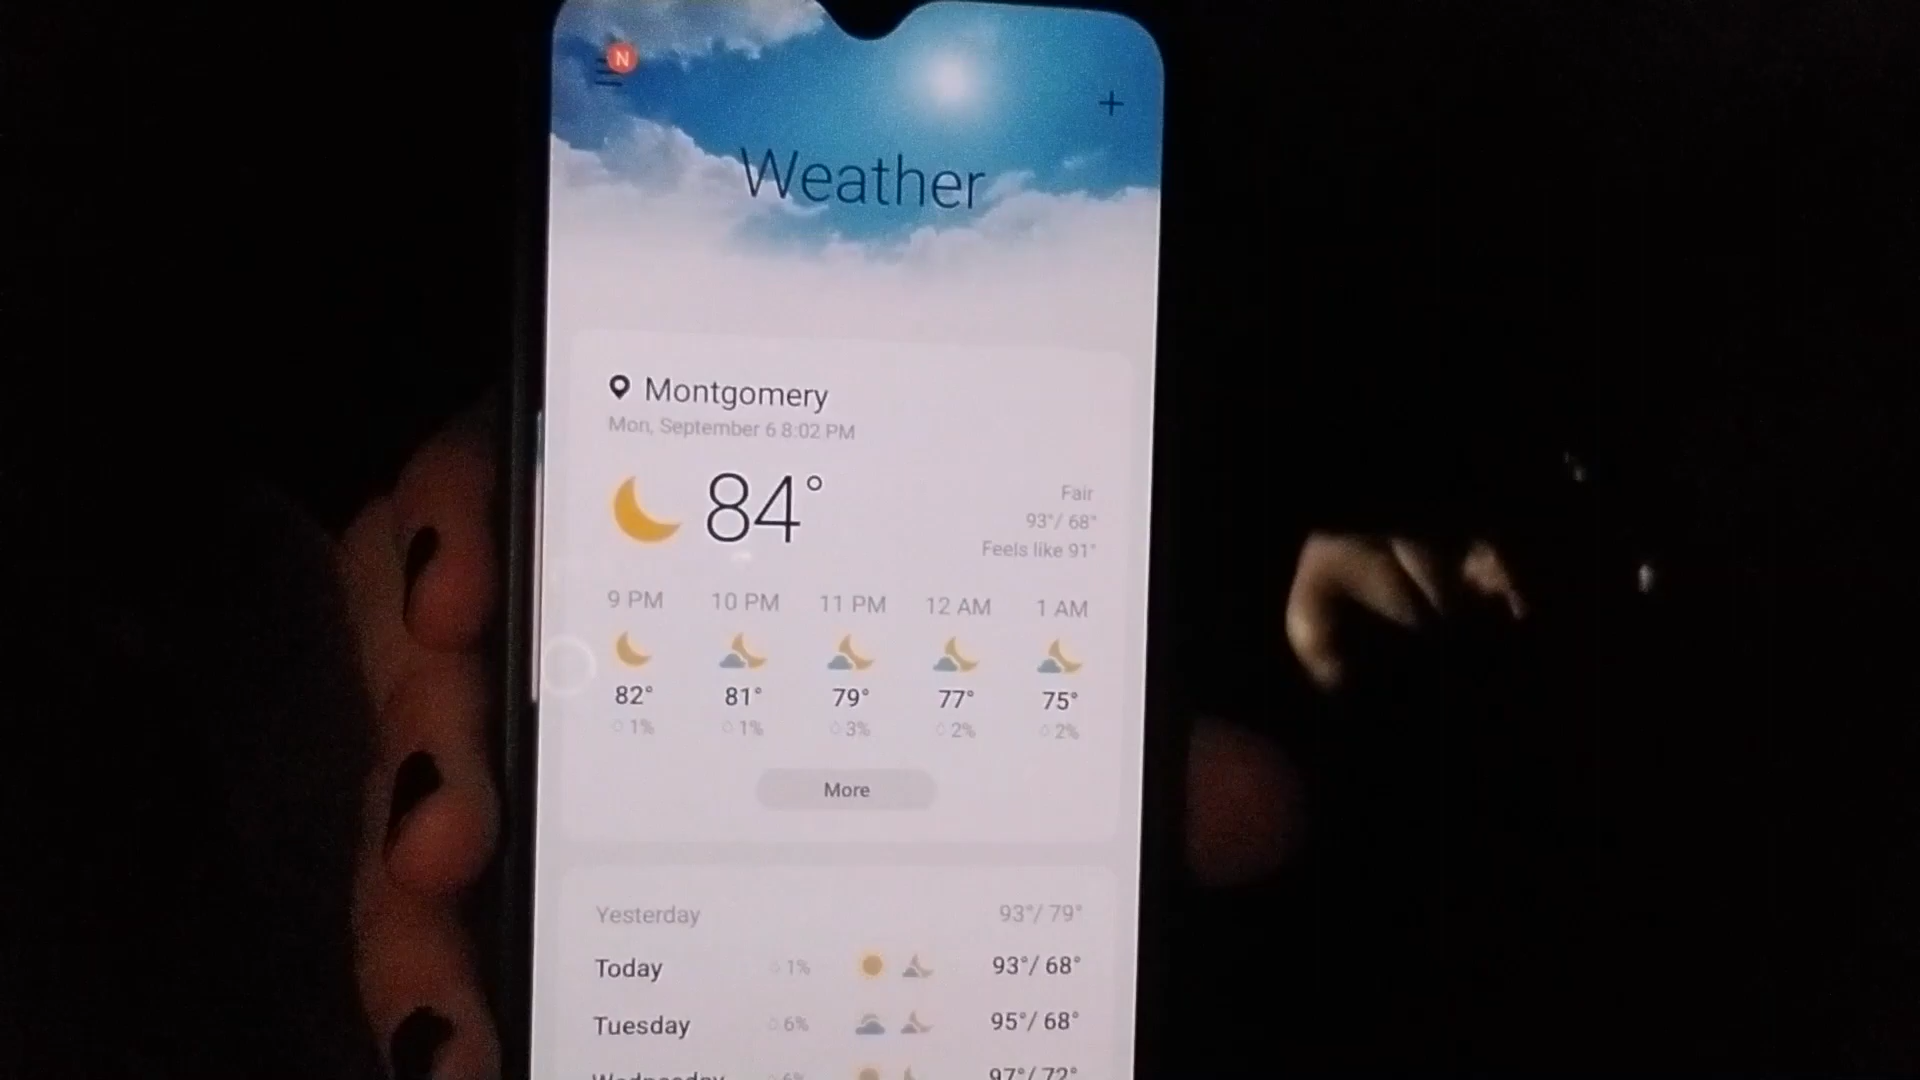 N
+
Weather
Montgomery
Mon, September 6 8:02 PM
84°
Fair
93°/ 68°
Feels like 91°
9 PM 10 PM 11 PM 12 AM 1 AM
82° 81° 79° 77° 75°
1% 1% 3% 2% 2%
More
Yesterday 93°/ 79°
Today 1% 93°/ 68°
Tuesday 6% 95°/ 68°
Wednesday 6% 97°/ 72°